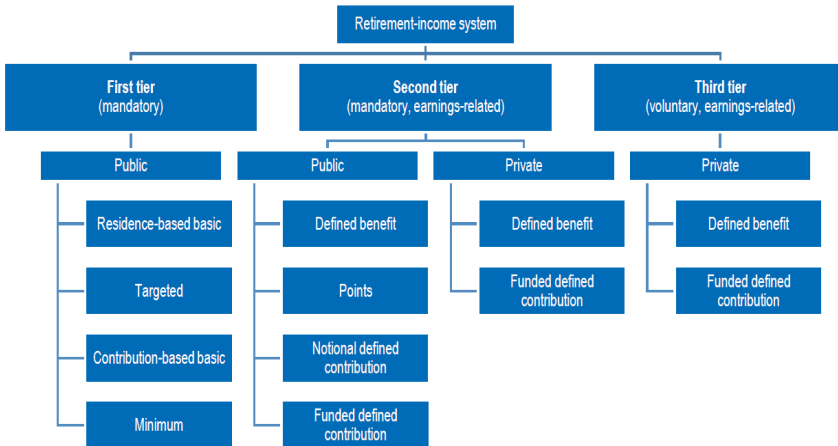 Retirement-income system
First tier
(mandatory)
Second tier
(mandatory, earnings-related)
Third tier
(voluntary, earnings-related)
Public
Public
Private
Private
Residence-based basic
Targeted
Contribution-based basic
Minimum
Defined benefit
Points
Notional defined
contribution
Funded defined
contribution
Defined benefit
Funded defined
contribution
Defined benefit
Funded defined
contribution